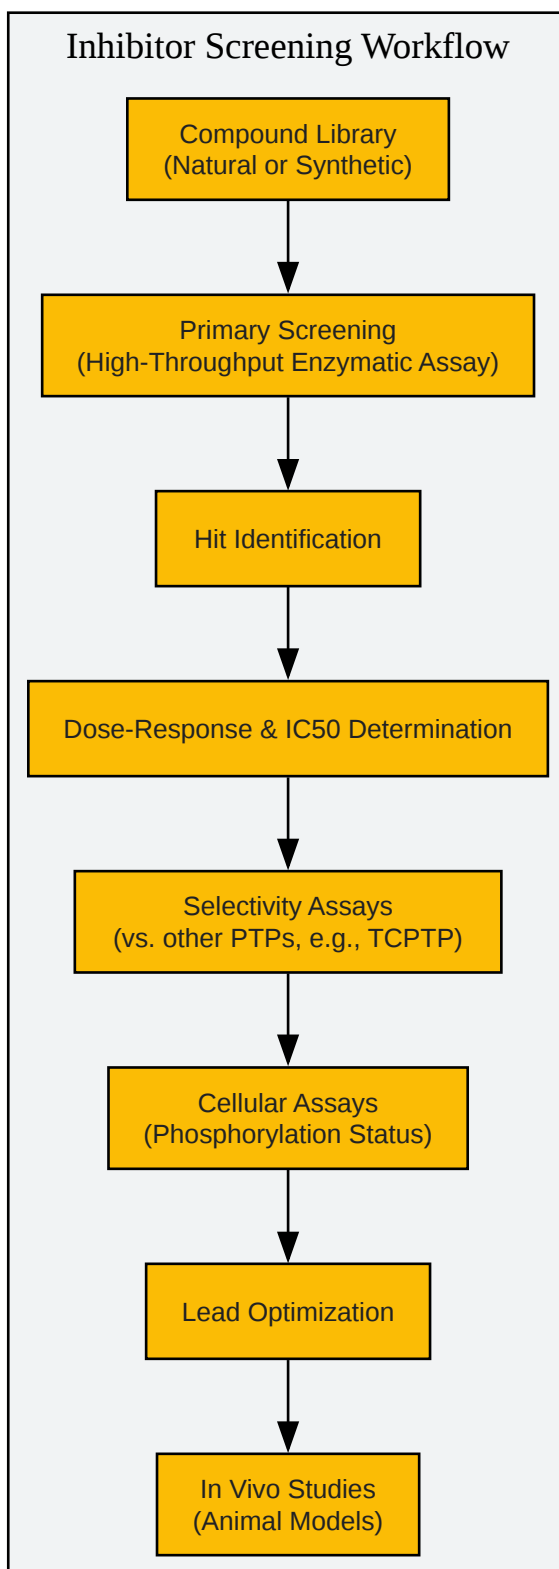 Inhibitor Screening Workflow
Compound Library
(Natural or Synthetic)
Primary Screening
(High-Throughput Enzymatic Assay)
Hit Identification
Dose-Response & IC50 Determination
Selectivity Assays
(vs. other PTPs, e.g., TCPTP)
Cellular Assays
(Phosphorylation Status)
Lead Optimization
In Vivo Studies
(Animal Models)